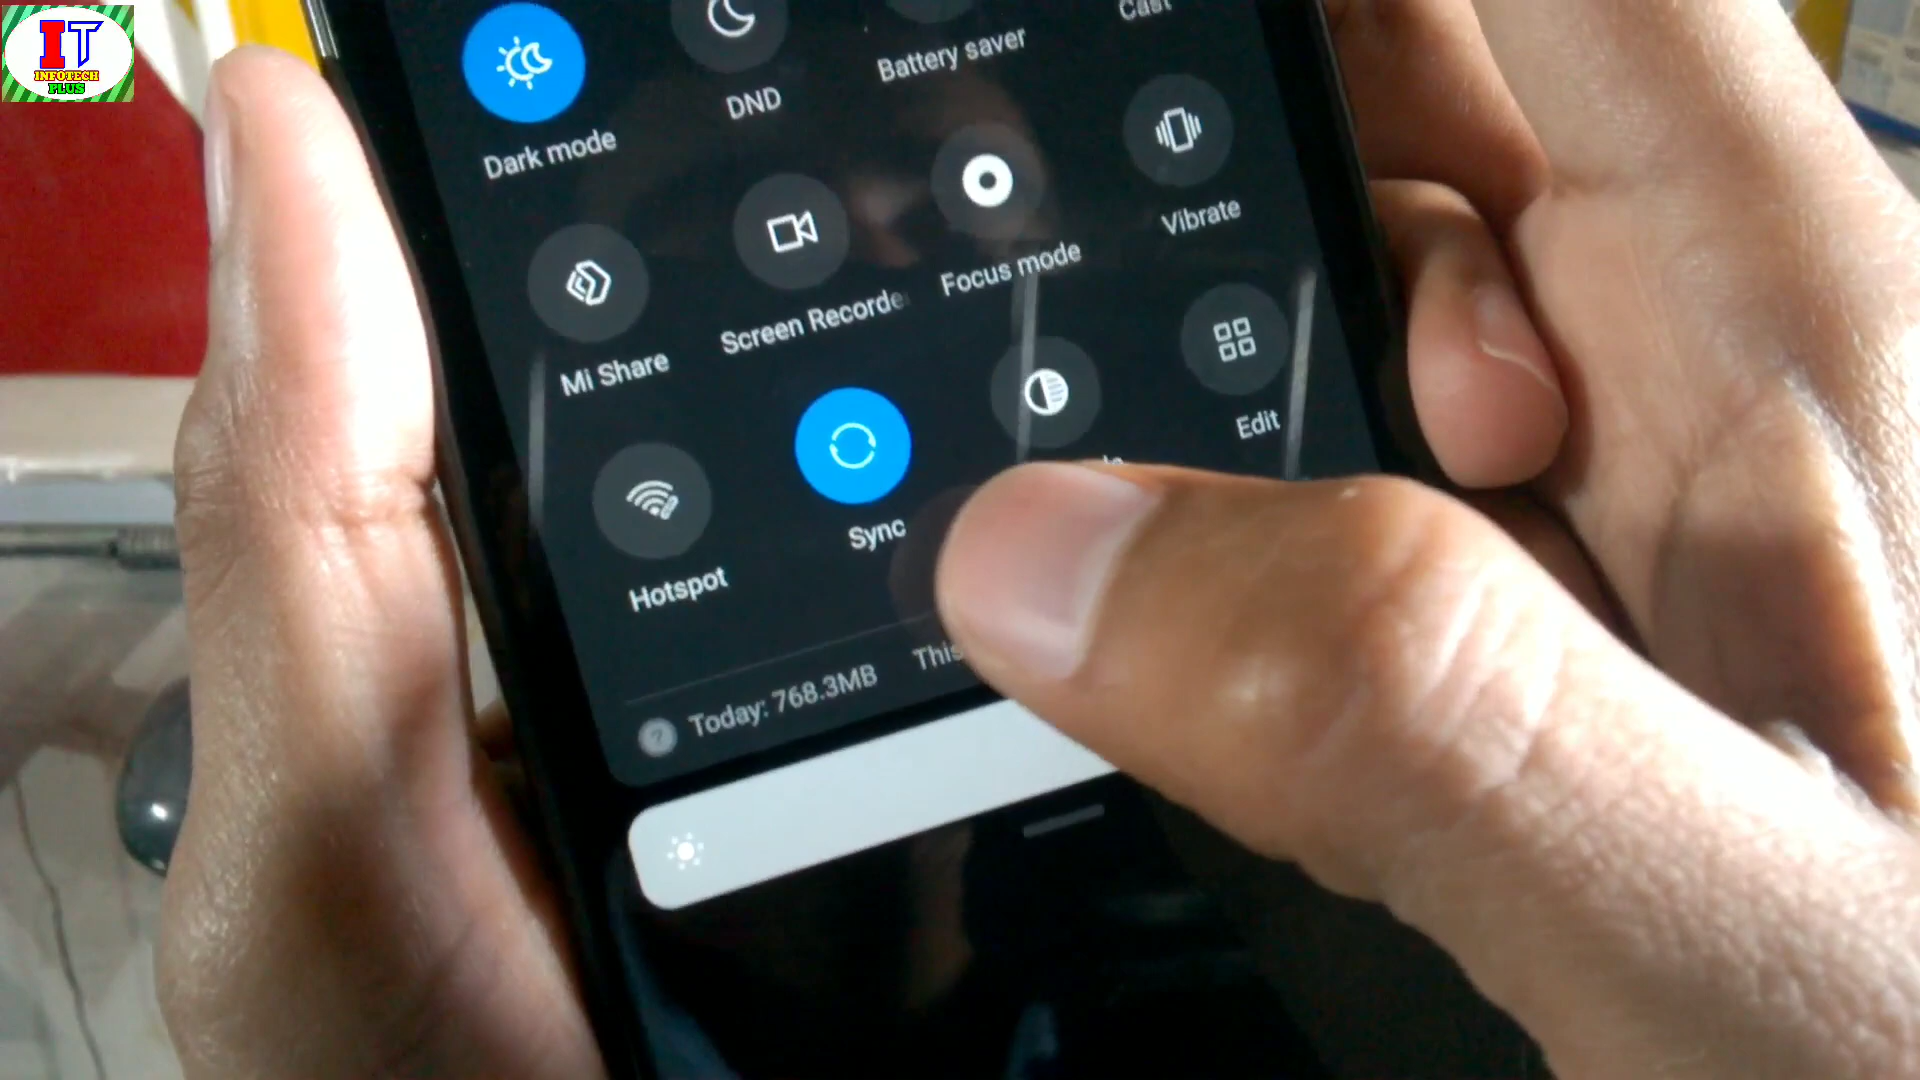 IT
INFOTECH
PLUS
Cast
Battery saver
DND
Dark mode
Vibrate
Focus mode
Screen Recorde
Mi Share
Edit
Sync
Hotspot
Today: 768.3MB This